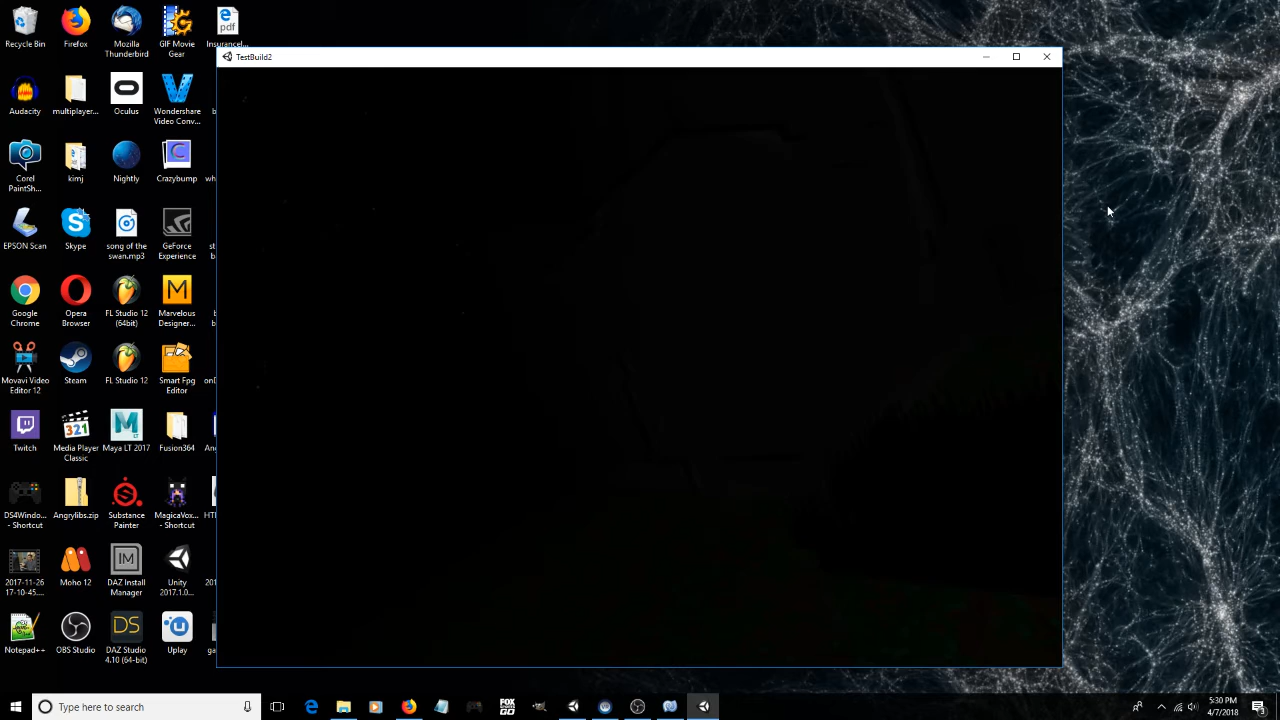 TestBuild2
Recycle Bin
Firefox
Mozilla
Thunderbird
GIF Movie
Gear
InsuranceI...
Audacity
multiplayer...
Oculus
Wondershare
Video Conv...
Corel
PaintSh...
kimj
Nightly
Crazybump
EPSON Scan
Skype
song of the
swan.mp3
GeForce
Experience
Google
Chrome
Opera
Browser
FL Studio 12
(64bit)
Marvelous
Designer...
Movavi Video
Editor 12
Steam
FL Studio 12
Smart Fpg
Editor
Twitch
Media Player
Classic
Maya LT 2017
Fusion364
DS4Windo...
- Shortcut
Angrylibs.zip
Substance
Painter
MagicaVox...
- Shortcut
2017-11-26
17-10-45....
Moho 12
DAZ Install
Manager
Unity
2017.1.0...
Notepad++
OBS Studio
DAZ Studio
4.10 (64-bit)
Uplay
Type here to search
FOX
SPORTS
GO
5:30 PM
4/7/2018